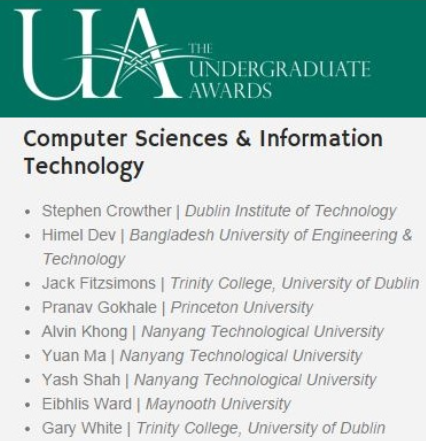 UA THE
UNDERGRADUATE
AWARDS
Computer Sciences & Information
Technology
• Stephen Crowther | Dublin Institute of Technology
• Himel Dev | Bangladesh University of Engineering &
Technology
• Jack Fitzsimons | Trinity College, University of Dublin
• Pranav Gokhale | Princeton University
• Alvin Khong | Nanyang Technological University
• Yuan Ma | Nanyang Technological University
• Yash Shah | Nanyang Technological University
• Eibhlis Ward | Maynooth University
• Gary White | Trinity College, University of Dublin